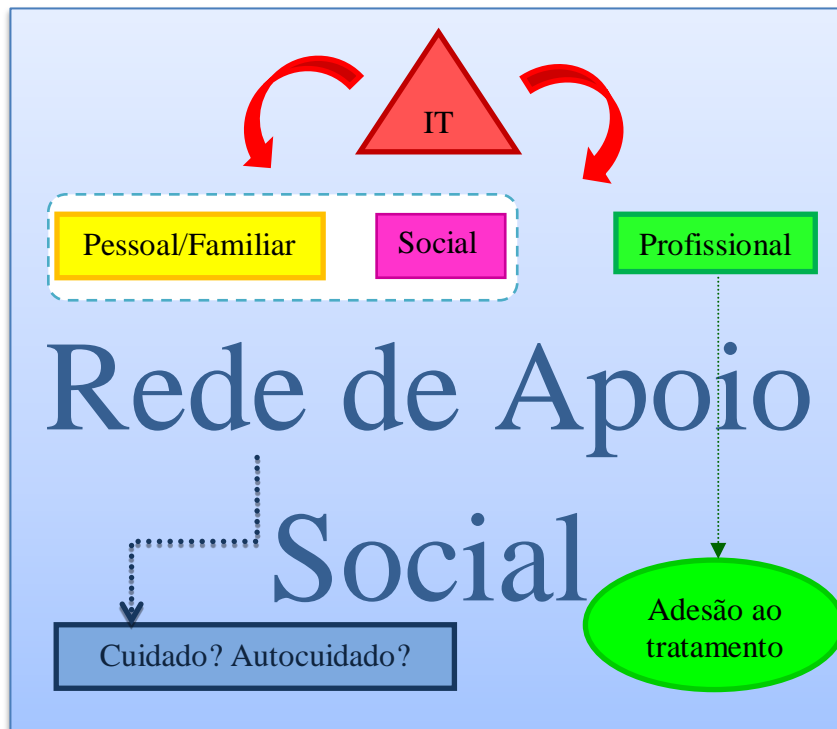 IT
Pessoal/Familiar
Social
Profissional
Rede de Apoio
Social
Adesão ao
tratamento
Cuidado? Autocuidado?